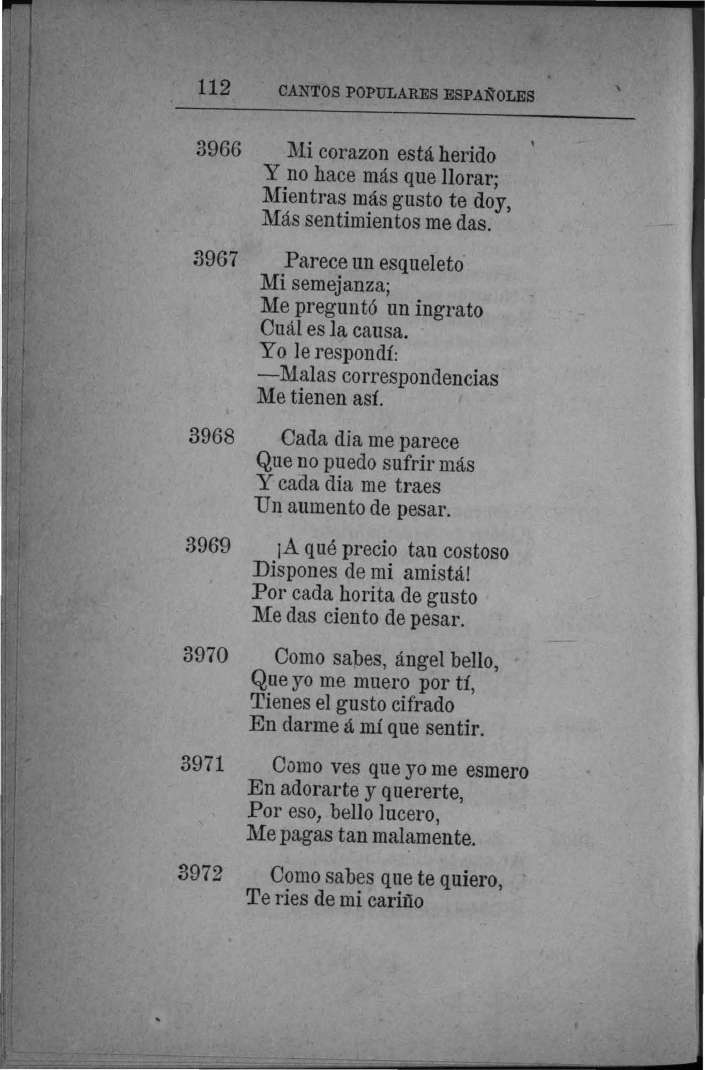 112 CANTOS POPULARES ESPAÑOLES
3966 Mi corazon está herido
Y no hace más que llorar;
Mientras más gusto te doy,
Más sentimientos me das.
3967 Parece un esqueleto
Mi semejanza;
Me preguntó un ingrato
Cuál es la causa.
Yo le respondí:
—Malas correspondencias
Me tienen así.
3968 Cada dia me parece
Que no puedo sufrir más
Y cada dia me traes
Un aumento de pesar.
3969 ¡A qué precio tan costoso
Dispones de mi amistá!
Por cada horita de gusto
Me das ciento de pesar.
3970 Como sabes, ángel bello,
Que yo me muero por tí,
Tienes el gusto cifrado
En darme á mí que sentir.
3971 Como ves que yo me esmero
En adorarte y quererte,
Por eso, bello lucero,
Me pagas tan malamente.
3972 Como sabes que te quiero,
Te ries de mi cariño